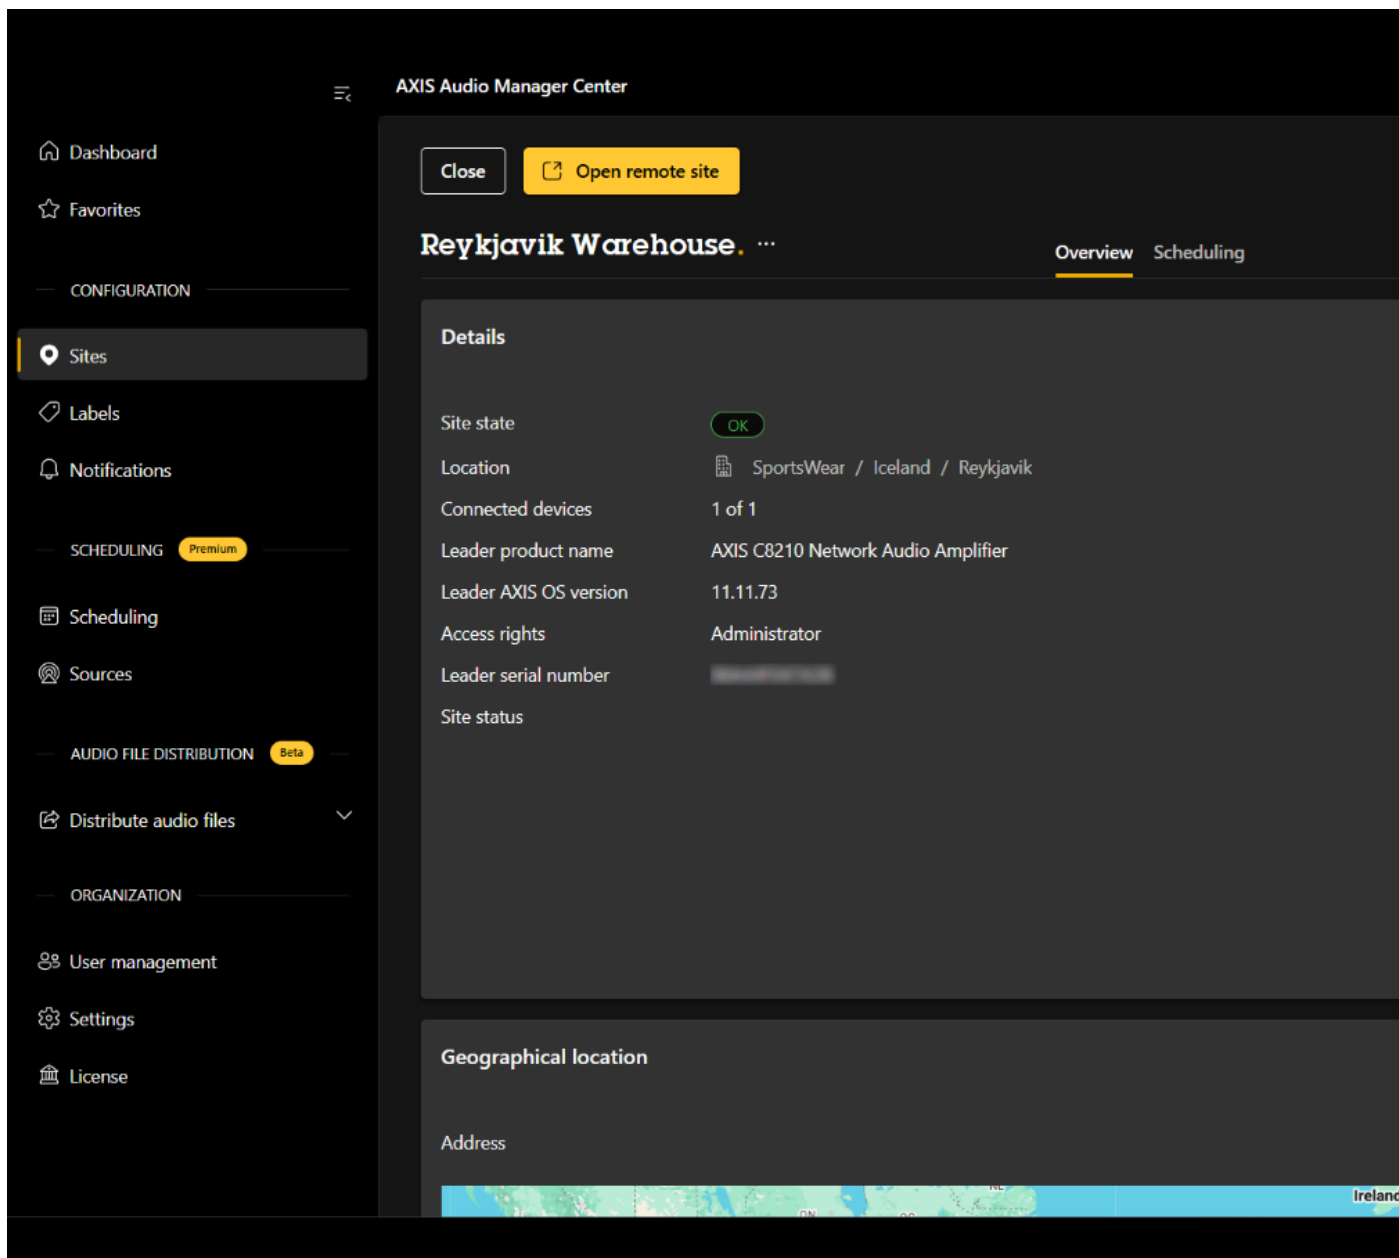 AXIS Audio Manager Center
Dashboard
Favorites
CONFIGURATION
Sites
Labels
Notifications
SCHEDULING Premium
Scheduling
Sources
AUDIO FILE DISTRIBUTION Beta
Distribute audio files
ORGANIZATION
User management
Settings
License
Close
Open remote site
Reykjavik Warehouse. ...
Overview Scheduling
Details
Site state OK
Location SportsWear / Iceland / Reykjavik
Connected devices 1 of 1
Leader product name AXIS C8210 Network Audio Amplifier
Leader AXIS OS version 11.11.73
Access rights Administrator
Leader serial number
Site status
Geographical location
Address
NL
ON
Ireland